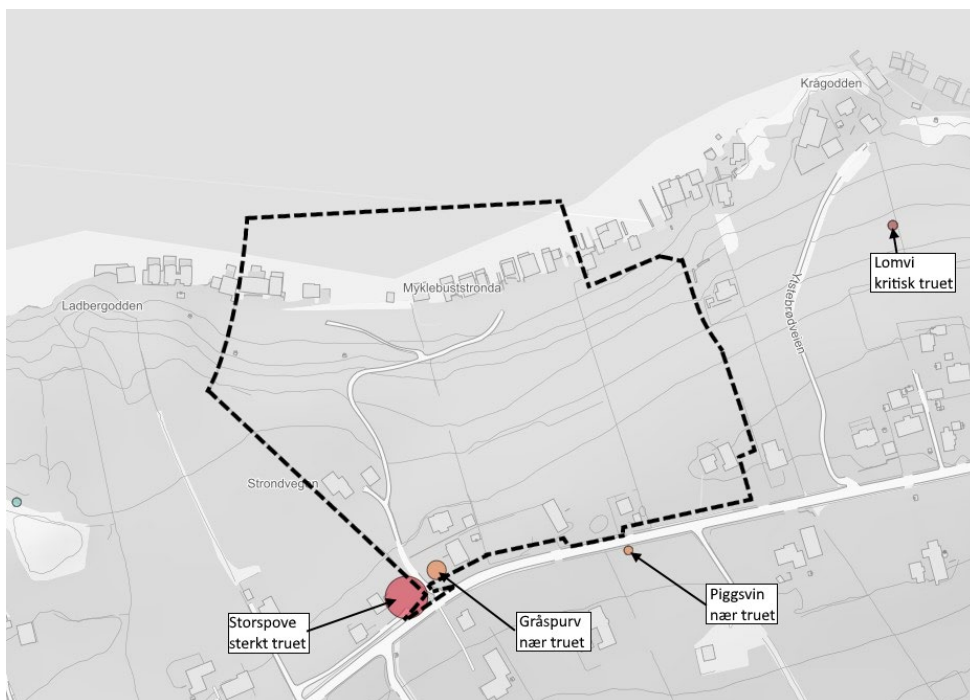 Krågodden
Lomvi
kritisk truet
Myklebuststronda
Ladbergodden
Ystebrødveien
Strondvegen
Storspove
sterkt truet
Gråspurv
nær truet
Piggsvin
nær truet